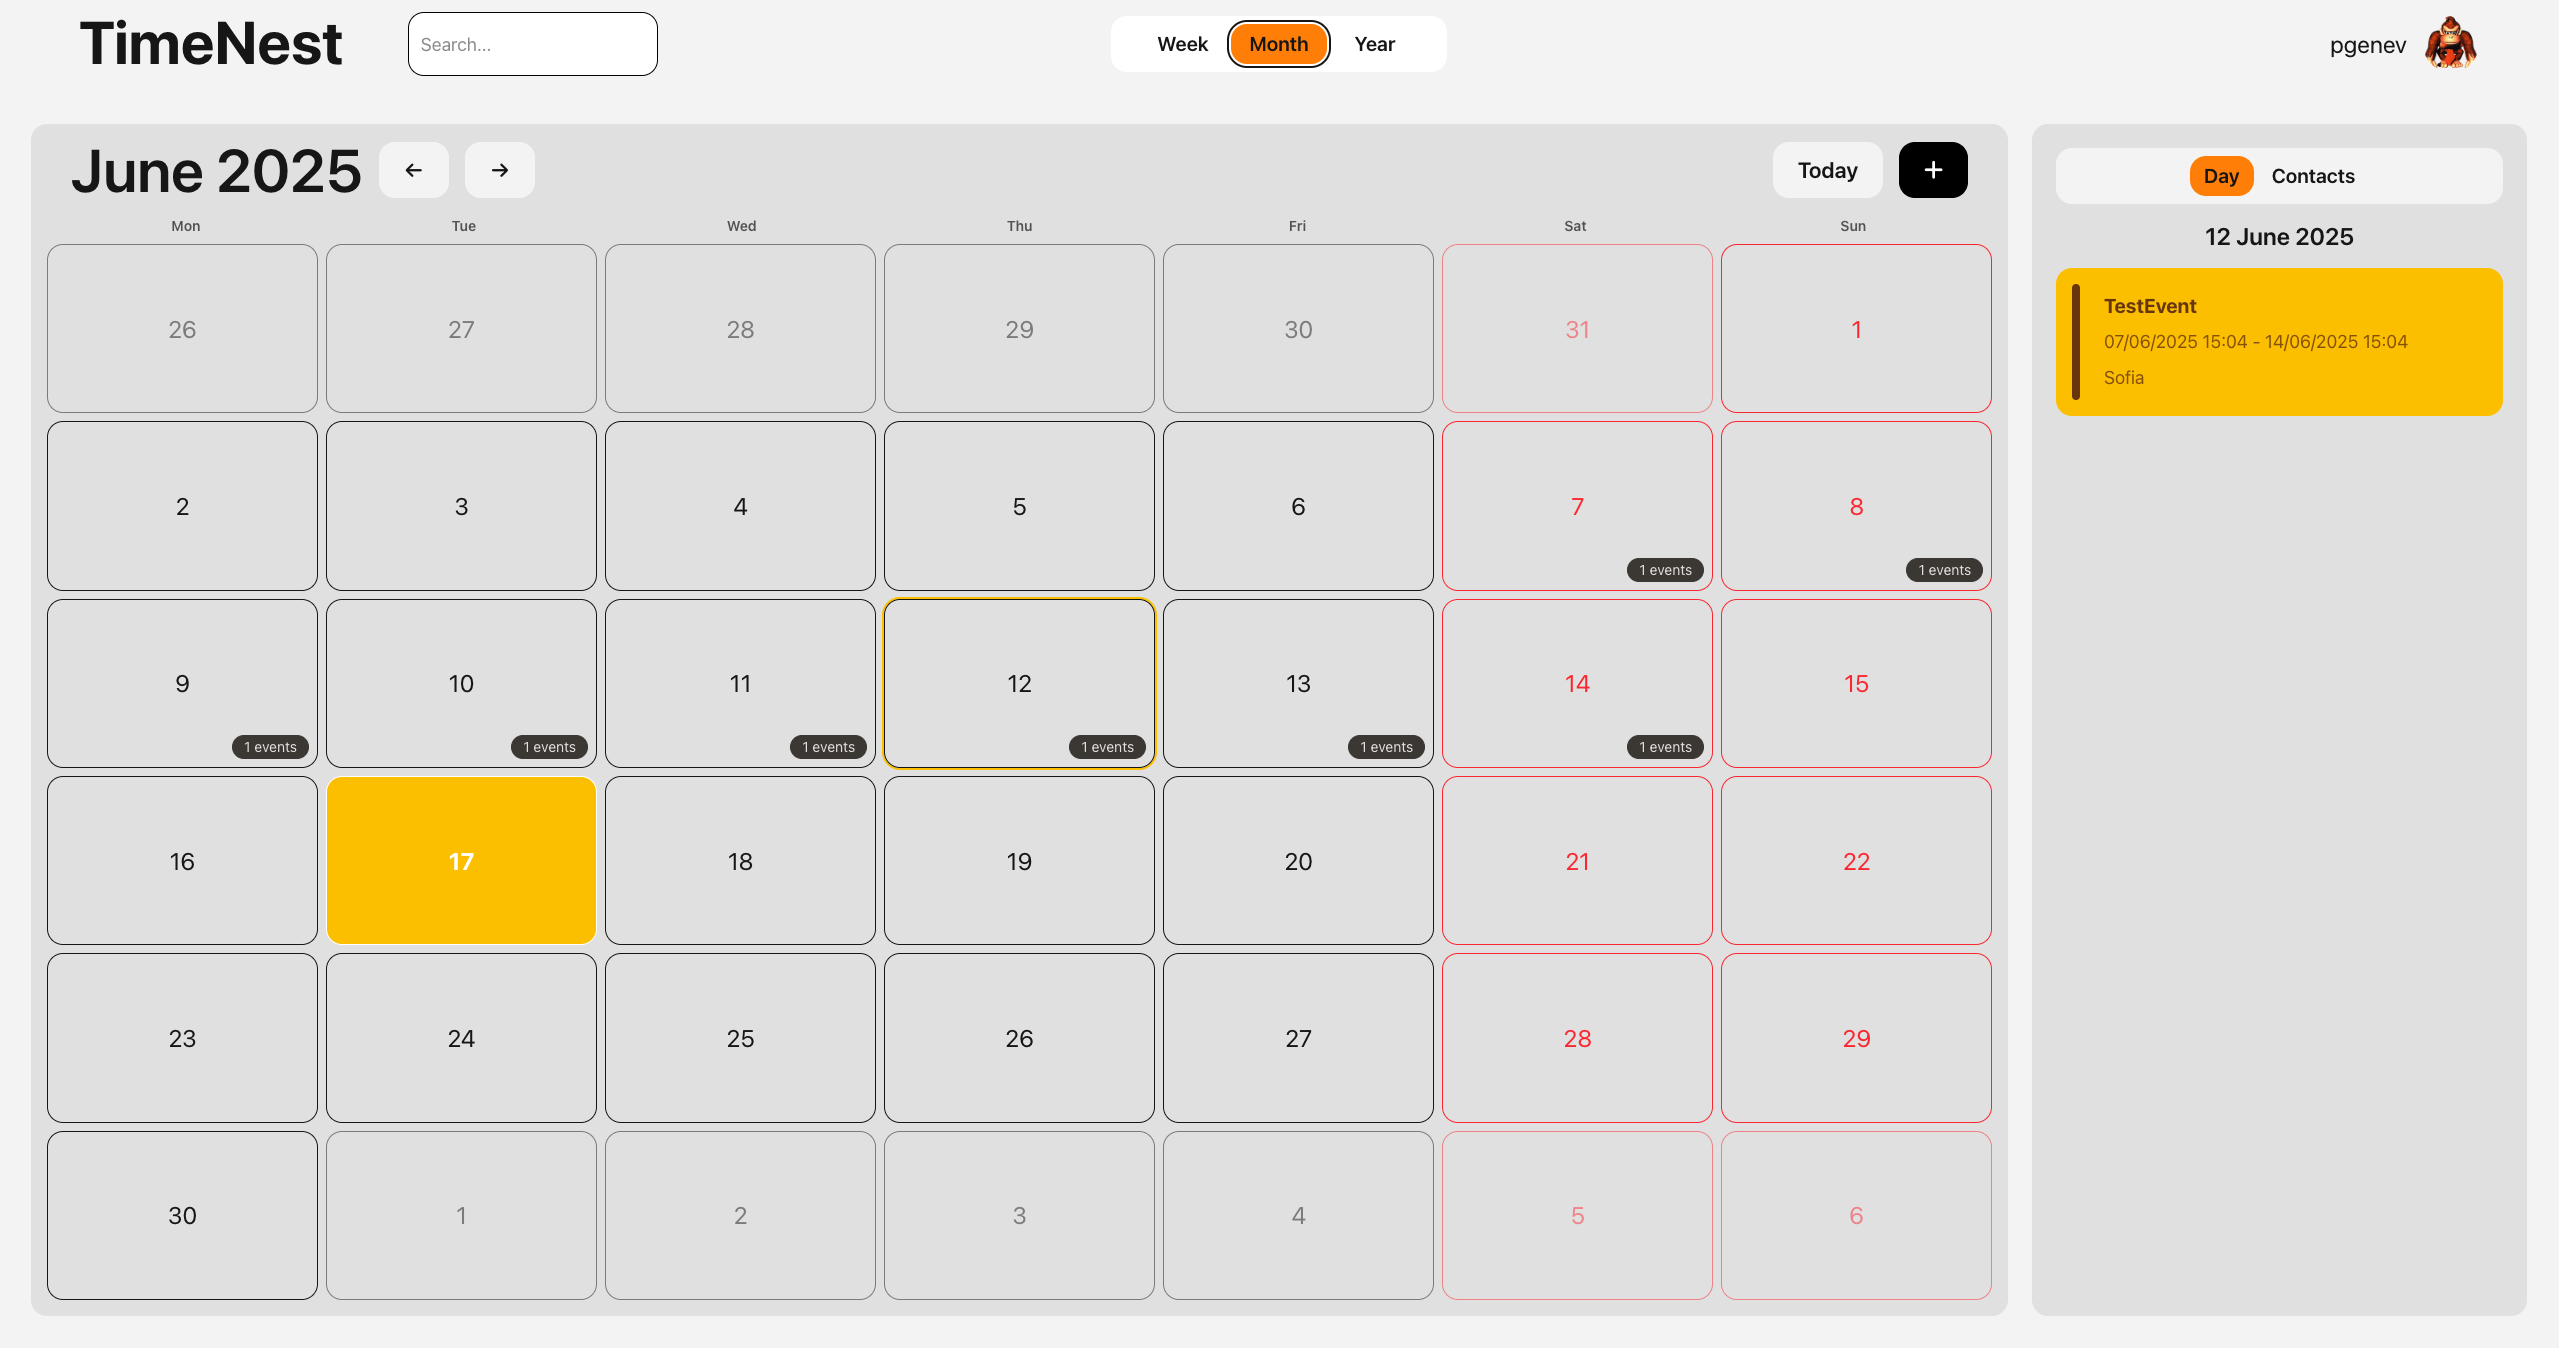 TimeNest
Search...
Week Month Year
pgenev
June 2025
Today
Mon Tue Wed Thu Fri Sat Sun
26 27 28 29 30 31 1
2 3 4 5 6 7 8
1 events 1 events
9 10 11 12 13 14 15
1 events 1 events 1 events 1 events 1 events 1 events
16 17 18 19 20 21 22
23 24 25 26 27 28 29
30 1 2 3 4 5 6
Day Contacts
12 June 2025
TestEvent
07/06/2025 15:04 - 14/06/2025 15:04
Sofia